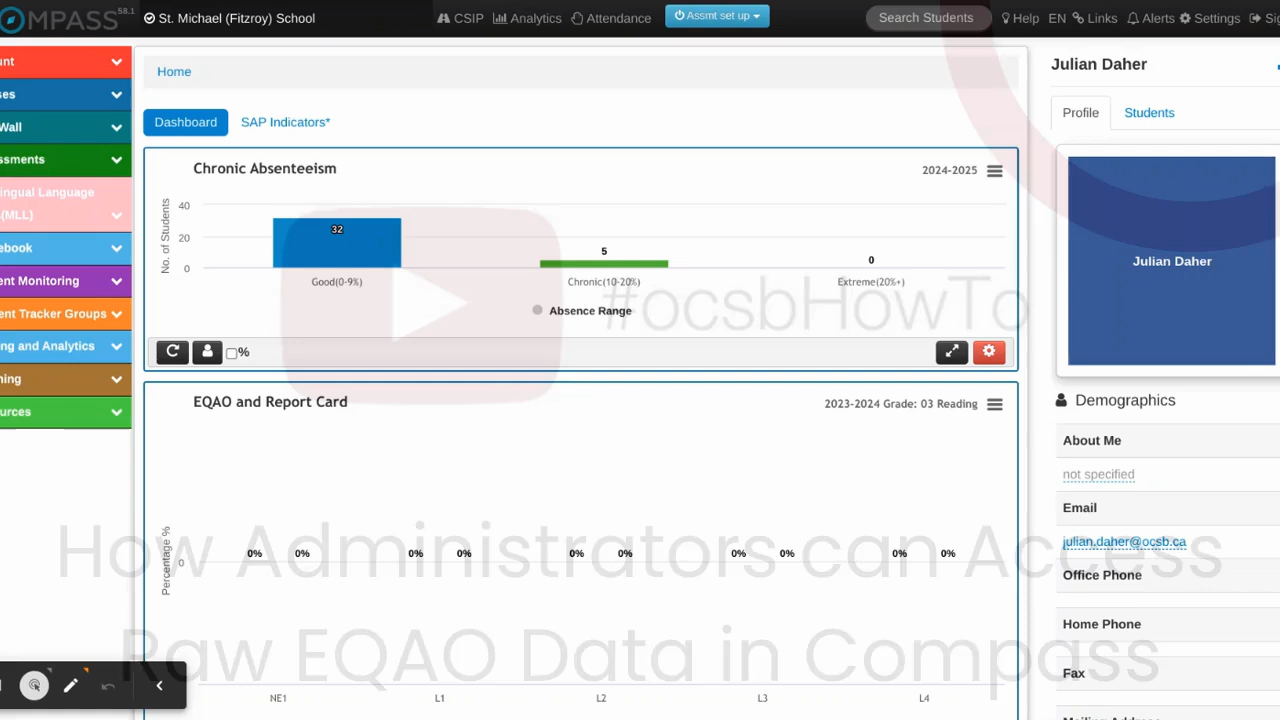 OMPASS 58.1
St. Michael (Fitzroy) School
CSIP
Analytics
Attendance
Assmt set up
Search Students
Help
EN
Links
Alerts
Settings
Sig
unt
ses
Wall
ssments
ingual Language
(MLL)
ebook
ent Monitoring
ent Tracker Groups
ng and Analytics
ning
urces
Home
Dashboard
SAP Indicators*
Chronic Absenteeism
2024-2025
No. of Students
40
20
0
32
5
0
Good(0-9%)
Chronic(10-20%)
Extreme(20%+)
Absence Range
#ocsbHowTo
%
EQAO and Report Card
2023-2024 Grade: 03 Reading
Percentage %
0
0% 0% 0% 0% 0% 0% 0% 0% 0% 0%
NE1 L1 L2 L3 L4
How Administrators can Access
Raw EQAO Data in Compass
Julian Daher
Profile
Students
Julian Daher
Demographics
About Me
not specified
Email
julian.daher@ocsb.ca
Office Phone
Home Phone
Fax
Mailing Address